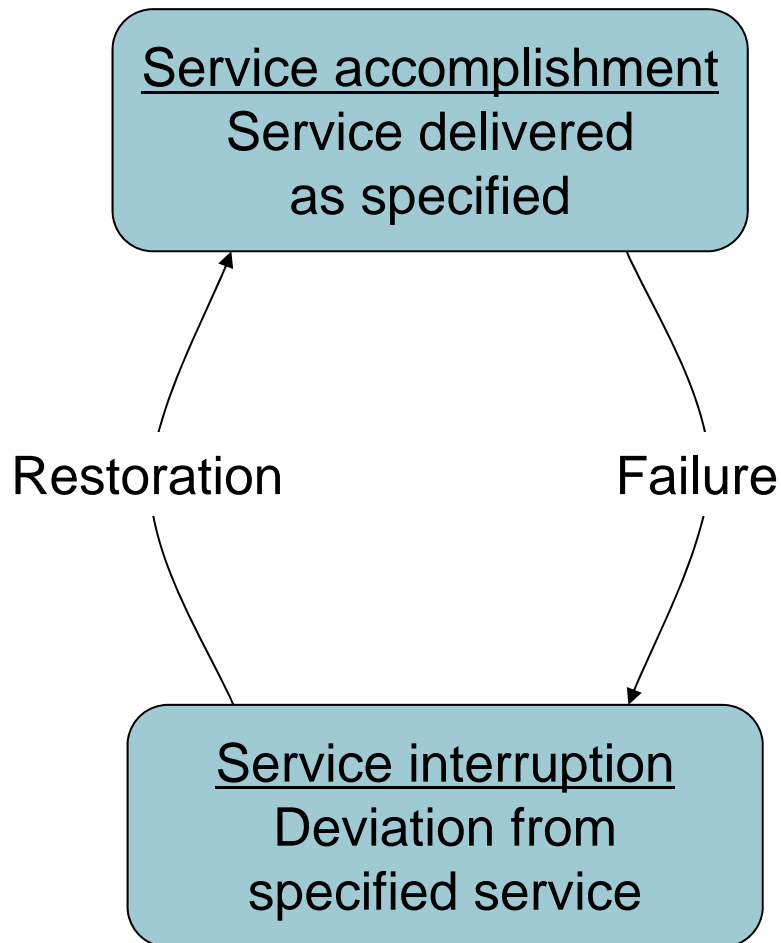 Service accomplishment
Service delivered
as specified
Restoration
Failure
Service interruption
Deviation from
specified service